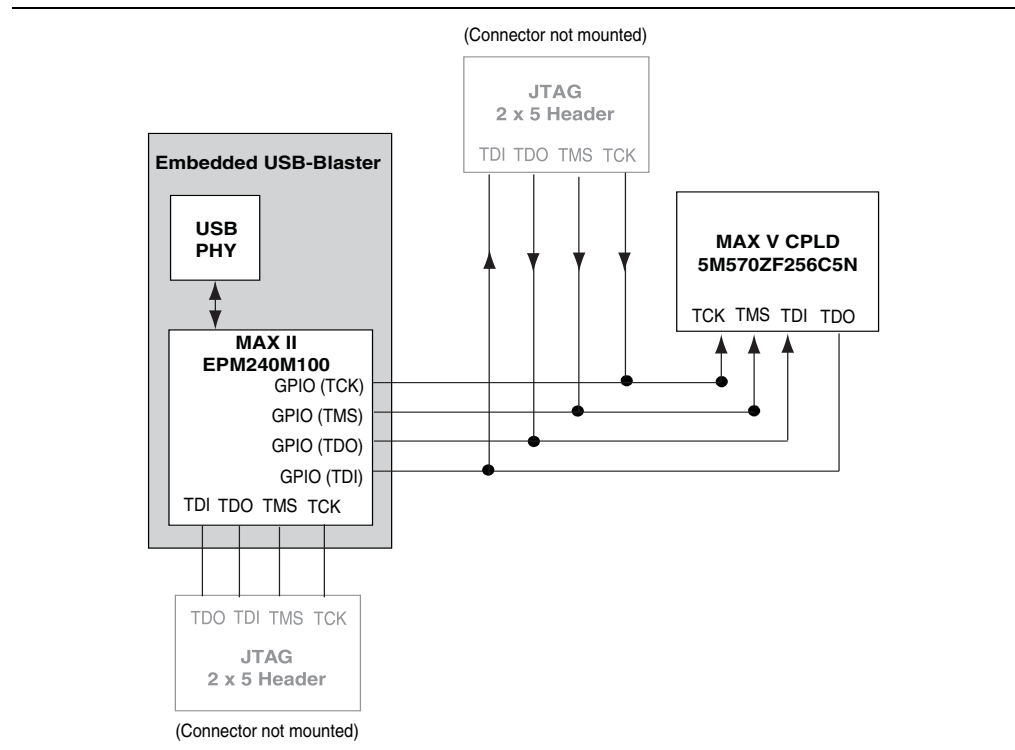 (Connector not mounted)
JTAG
2 x 5 Header
TDI TDO TMS TCK
Embedded USB-Blaster
USB
PHY
MAX V CPLD
5M570ZF256C5N
TCK TMS TDI TDO
MAX II
EPM240M100
GPIO (TCK)
GPIO (TMS)
GPIO (TDO)
GPIO (TDI)
TDI TDO TMS TCK
TDO TDI TMS TCK
JTAG
2 x 5 Header
(Connector not mounted)